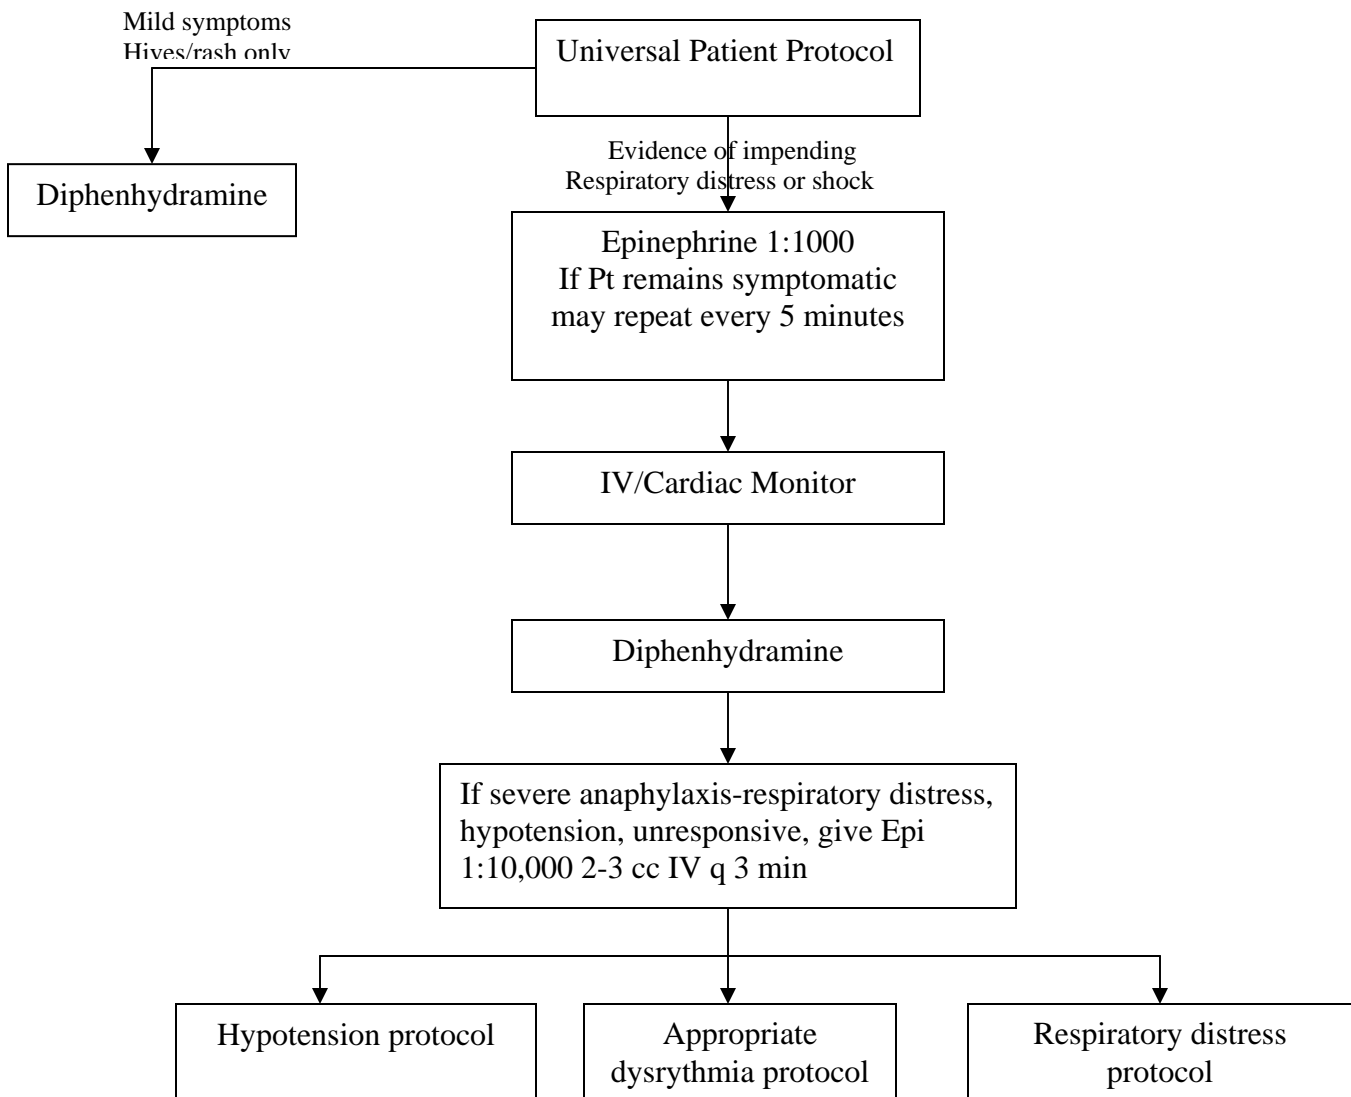 Mild symptoms
Hives/rash only
Universal Patient Protocol
Diphenhydramine
Evidence of impending
Respiratory distress or shock
Epinephrine 1:1000
If Pt remains symptomatic
may repeat every 5 minutes
IV/Cardiac Monitor
Diphenhydramine
If severe anaphylaxis-respiratory distress,
hypotension, unresponsive, give Epi
1:10,000 2-3 cc IV q 3 min
Hypotension protocol
Appropriate
dysrythmia protocol
Respiratory distress
protocol